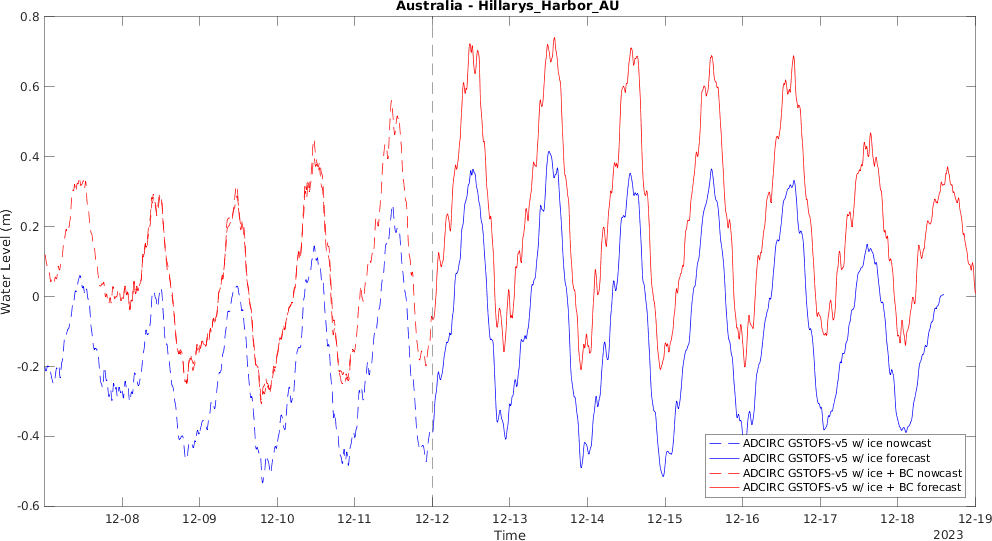 Australia - Hillarys_Harbor_AU
Water Level (m)
0.8
0.6
0.4
0.2
0
-0.2
-0.4
-0.6
ADCIRC GSTOFS-v5 w/ ice nowcast
ADCIRC GSTOFS-v5 w/ ice forecast
ADCIRC GSTOFS-v5 w/ ice + BC nowcast
ADCIRC GSTOFS-v5 w/ ice + BC forecast
12-08 12-09 12-10 12-11 12-12 12-13 12-14 12-15 12-16 12-17 12-18 12-19
Time
2023